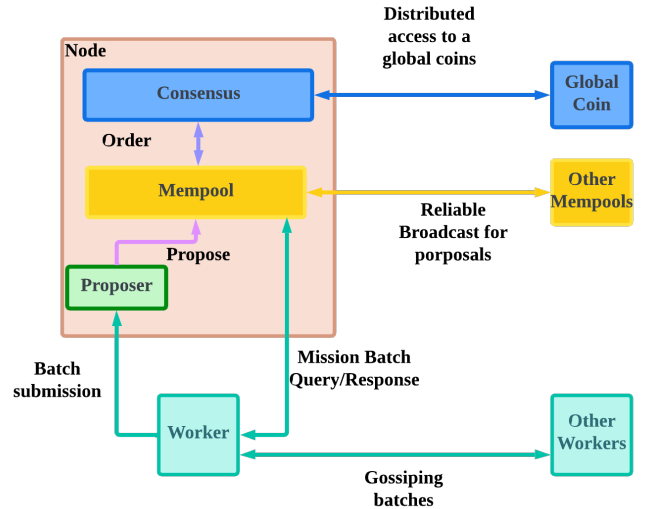 Distributed
access to a
global coins
Node
Consensus
Global
Coin
Order
Mempool
Other
Mempools
Reliable
Broadcast for
porposals
Propose
Proposer
Mission Batch
Query/Response
Batch
submission
Worker
Other
Workers
Gossiping
batches